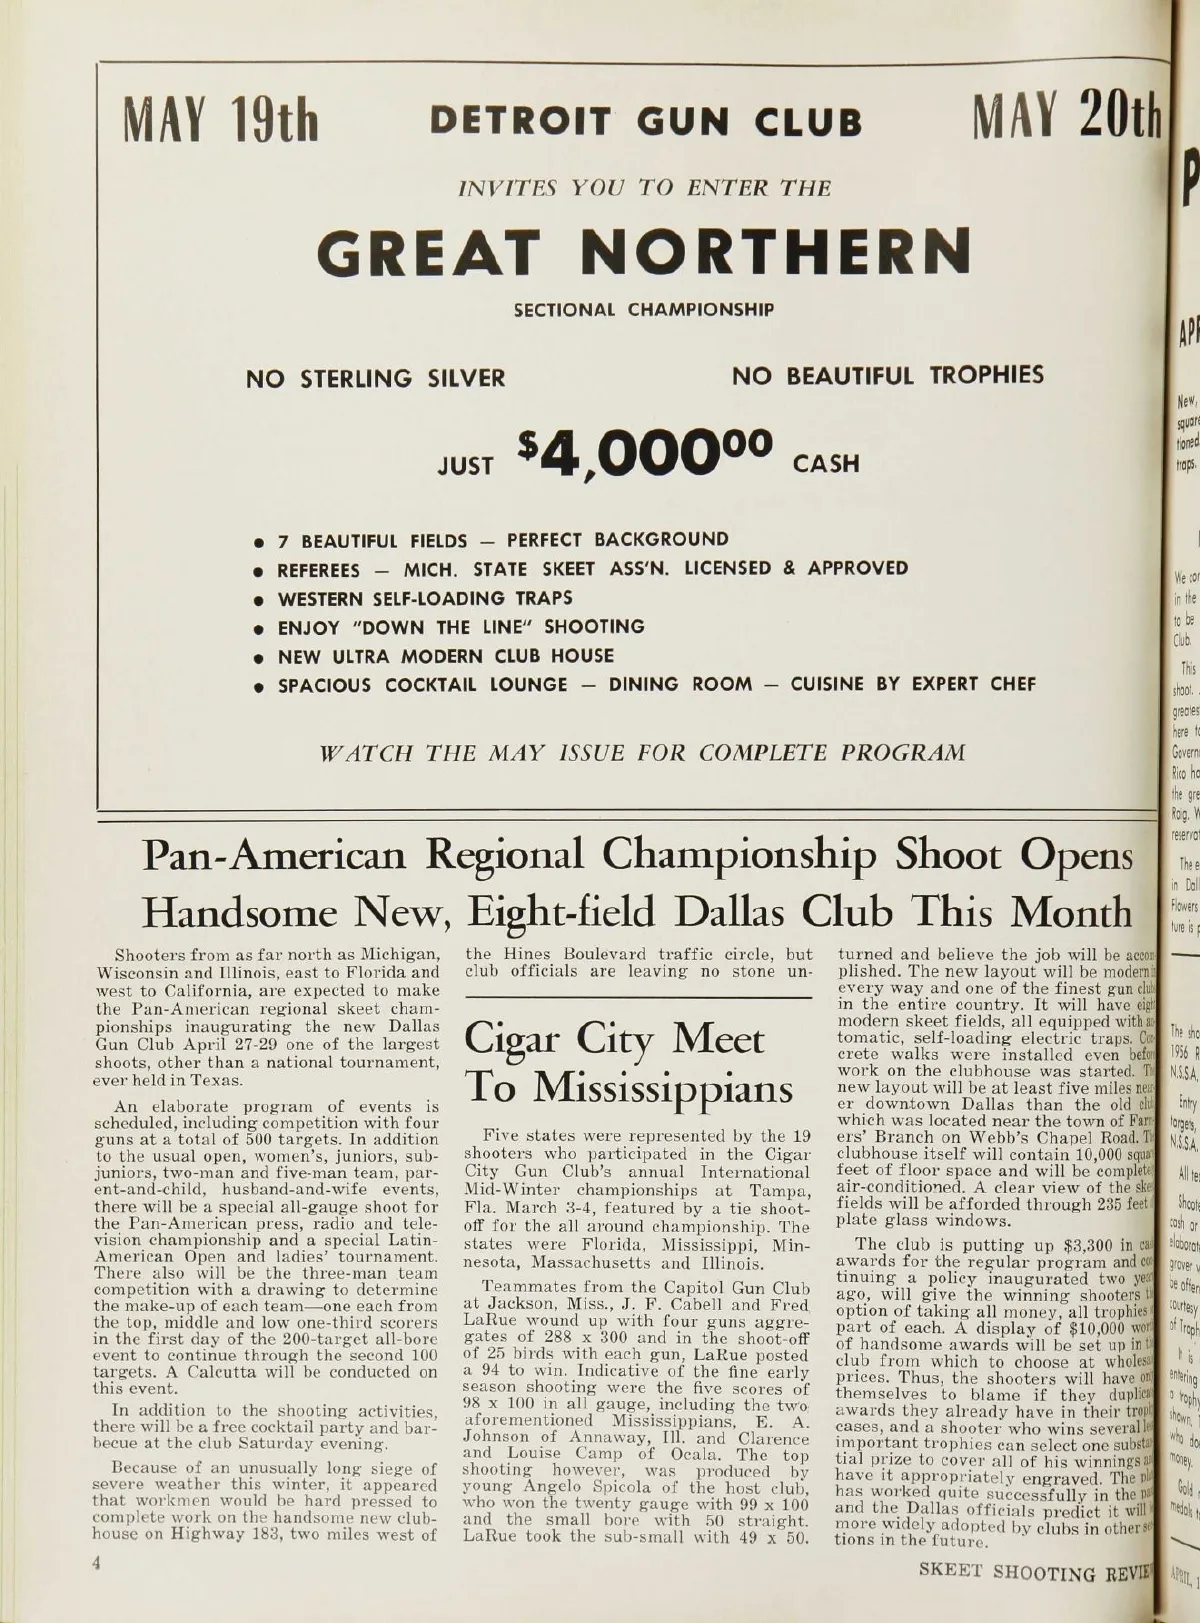 MAY 19th
DETROIT GUN CLUB
MAY 20th
INVITES YOU TO ENTER THE
GREAT NORTHERN
SECTIONAL CHAMPIONSHIP
NO STERLING SILVER
NO BEAUTIFUL TROPHIES
JUST $4,000⁰⁰ CASH
• 7 BEAUTIFUL FIELDS — PERFECT BACKGROUND
• REFEREES — MICH. STATE SKEET ASS'N. LICENSED & APPROVED
• WESTERN SELF-LOADING TRAPS
• ENJOY "DOWN THE LINE" SHOOTING
• NEW ULTRA MODERN CLUB HOUSE
• SPACIOUS COCKTAIL LOUNGE — DINING ROOM — CUISINE BY EXPERT CHEF
WATCH THE MAY ISSUE FOR COMPLETE PROGRAM
Pan-American Regional Championship Shoot Opens
Handsome New, Eight-field Dallas Club This Month
Shooters from as far north as Michigan,
Wisconsin and Illinois, east to Florida and
west to California, are expected to make
the Pan-American regional skeet cham-
pionships inaugurating the new Dallas
Gun Club April 27-29 one of the largest
shoots, other than a national tournament,
ever held in Texas.
An elaborate program of events is
scheduled, including competition with four
guns at a total of 500 targets. In addition
to the usual open, women's, juniors, sub-
juniors, two-man and five-man team, par-
ent-and-child, husband-and-wife events,
there will be a special all-gauge shoot for
the Pan-American press, radio and tele-
vision championship and a special Latin-
American Open and ladies' tournament.
There also will be the three-man team
competition with a drawing to determine
the make-up of each team—one each from
the top, middle and low one-third scorers
in the first day of the 200-target all-bore
event to continue through the second 100
targets. A Calcutta will be conducted on
this event.
In addition to the shooting activities,
there will be a free cocktail party and bar-
becue at the club Saturday evening.
Because of an unusually long siege of
severe weather this winter, it appeared
that workmen would be hard pressed to
complete work on the handsome new club-
house on Highway 183, two miles west of
the Hines Boulevard traffic circle, but
club officials are leaving no stone un-
Cigar City Meet
To Mississippians
Five states were represented by the 19
shooters who participated in the Cigar
City Gun Club's annual International
Mid-Winter championships at Tampa,
Fla. March 3-4, featured by a tie shoot-
off for the all around championship. The
states were Florida, Mississippi, Min-
nesota, Massachusetts and Illinois.
Teammates from the Capitol Gun Club
at Jackson, Miss., J. F. Cabell and Fred
LaRue wound up with four guns aggre-
gates of 288 x 300 and in the shoot-off
of 25 birds with each gun, LaRue posted
a 94 to win. Indicative of the fine early
season shooting were the five scores of
98 x 100 in all gauge, including the two
aforementioned Mississippians, E. A.
Johnson of Annaway, Ill. and Clarence
and Louise Camp of Ocala. The top
shooting however, was produced by
young Angelo Spicola of the host club,
who won the twenty gauge with 99 x 100
and the small bore with 50 straight.
LaRue took the sub-small with 49 x 50.
turned and believe the job will be accom
plished. The new layout will be modern
every way and one of the finest gun
in the entire country. It will have
modern skeet fields, all equipped with
tomatic, self-loading electric traps.
crete walks were installed even
work on the clubhouse was started.
new layout will be at least five miles
er downtown Dallas than the old
which was located near the town of
ers' Branch on Webb's Chapel Road.
clubhouse itself will contain 10,000
feet of floor space and will be
air-conditioned. A clear view of the
fields will be afforded through 235 feet
plate glass windows.
The club is putting up $3,300 in
awards for the regular program and
tinuing a policy inaugurated two
ago, will give the winning shooters
option of taking all money, all trophies
part of each. A display of $10,000
of handsome awards will be set up in
club from which to choose at
prices. Thus, the shooters will have
themselves to blame if they
awards they already have in their
cases, and a shooter who wins several
important trophies can select one
tial prize to cover all of his winnings
have it appropriately engraved. The
has worked quite successfully in the
and the Dallas officials predict it will
more widely adopted by clubs in other
tions in the future.
4
SKEET SHOOTING
New,
traps.
in the
to be
Club.
This
shoot.
here
the
The
in
1956
N.S.S.A.
Entry
targets,
N.S.S.A.
All
cash or
It is
entering
shown,
money.
Gold